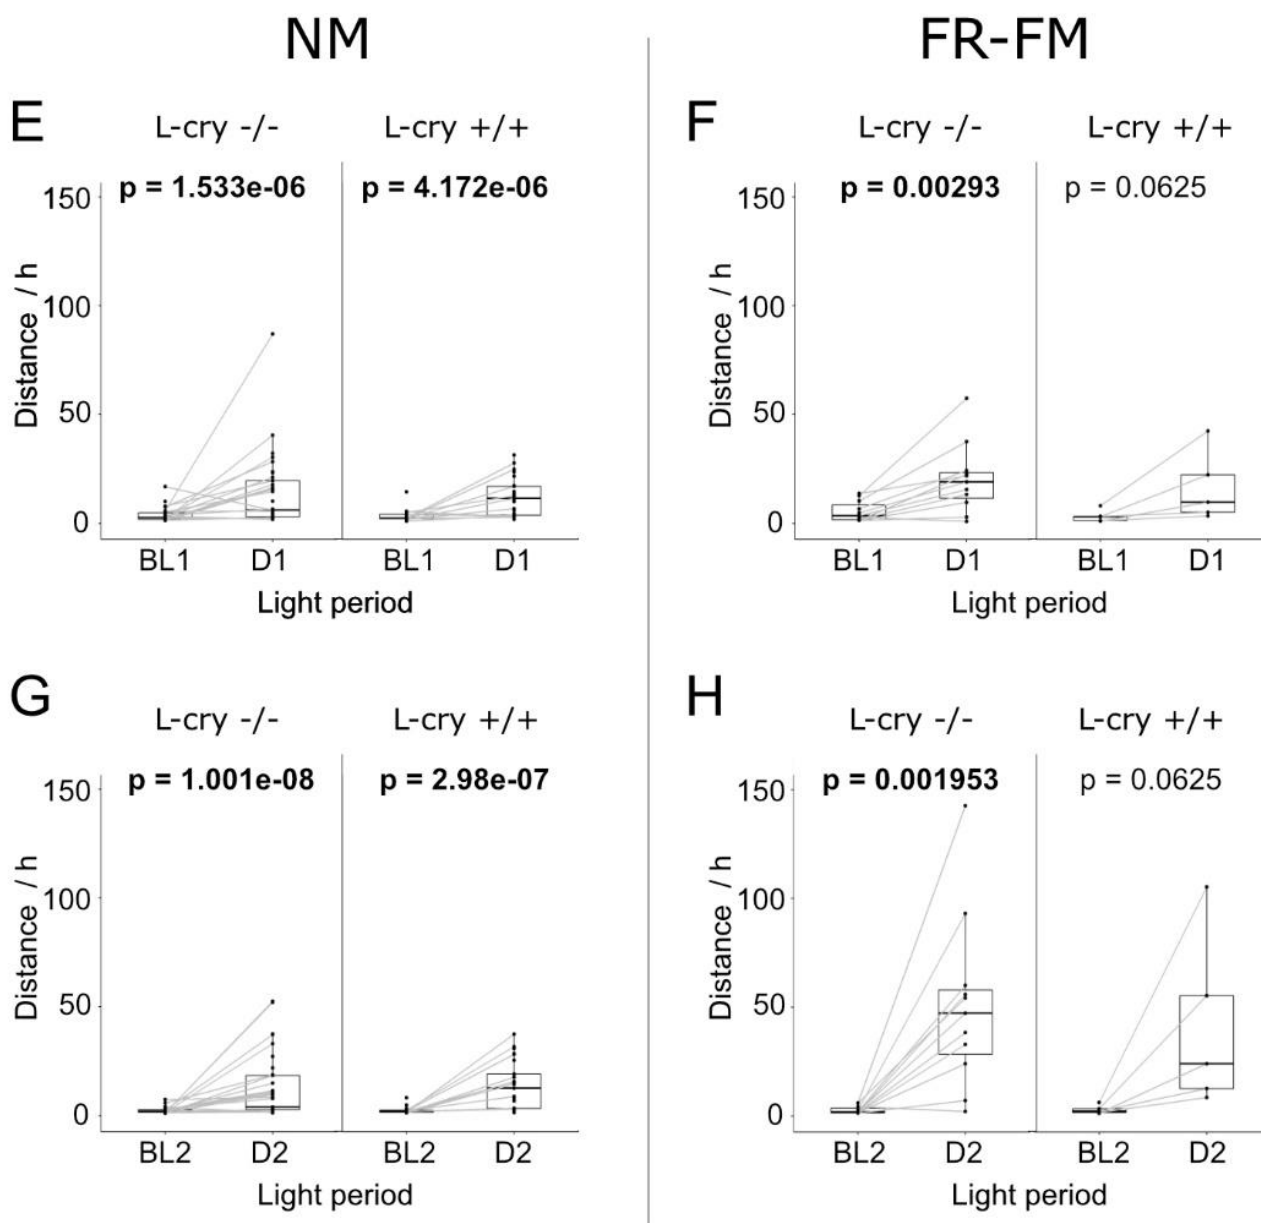 NM
FR-FM
E
L-cry -/-
L-cry +/+
p = 1.533e-06
p = 4.172e-06
150
100
50
0
Distance / h
BL1
D1
BL1
D1
Light period
F
L-cry -/-
L-cry +/+
p = 0.00293
p = 0.0625
150
100
50
0
Distance / h
BL1
D1
BL1
D1
Light period
G
L-cry -/-
L-cry +/+
p = 1.001e-08
p = 2.98e-07
150
100
50
0
Distance / h
BL2
D2
BL2
D2
Light period
H
L-cry -/-
L-cry +/+
p = 0.001953
p = 0.0625
150
100
50
0
Distance / h
BL2
D2
BL2
D2
Light period